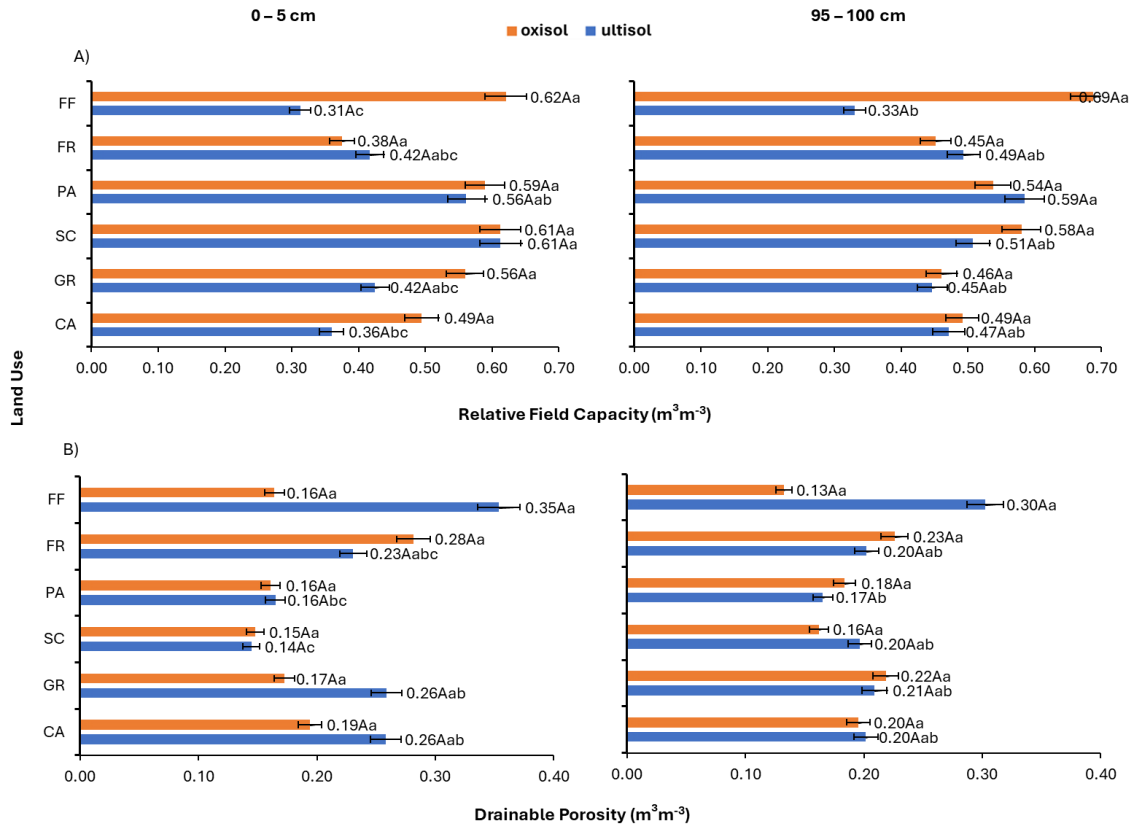 0 – 5 cm
95 – 100 cm
oxisol
ultisol
A)
FF
FR
PA
SC
GR
CA
0.62Aa
0.31Ac
0.38Aa
0.42Aabc
0.59Aa
0.56Aab
0.61Aa
0.61Aa
0.56Aa
0.42Aabc
0.49Aa
0.36Abc
0.00 0.10 0.20 0.30 0.40 0.50 0.60 0.70
0.69Aa
0.33Ab
0.45Aa
0.49Aab
0.54Aa
0.59Aa
0.58Aa
0.51Aab
0.46Aa
0.45Aab
0.49Aa
0.47Aab
0.00 0.10 0.20 0.30 0.40 0.50 0.60 0.70
Land Use
Relative Field Capacity (m³m⁻³)
B)
FF
FR
PA
SC
GR
CA
0.16Aa
0.35Aa
0.28Aa
0.23Aabc
0.16Aa
0.16Abc
0.15Aa
0.14Ac
0.17Aa
0.26Aab
0.19Aa
0.26Aab
0.00 0.10 0.20 0.30 0.40
0.13Aa
0.30Aa
0.23Aa
0.20Aab
0.18Aa
0.17Ab
0.16Aa
0.20Aab
0.22Aa
0.21Aab
0.20Aa
0.20Aab
0.00 0.10 0.20 0.30 0.40
Drainable Porosity (m³m⁻³)